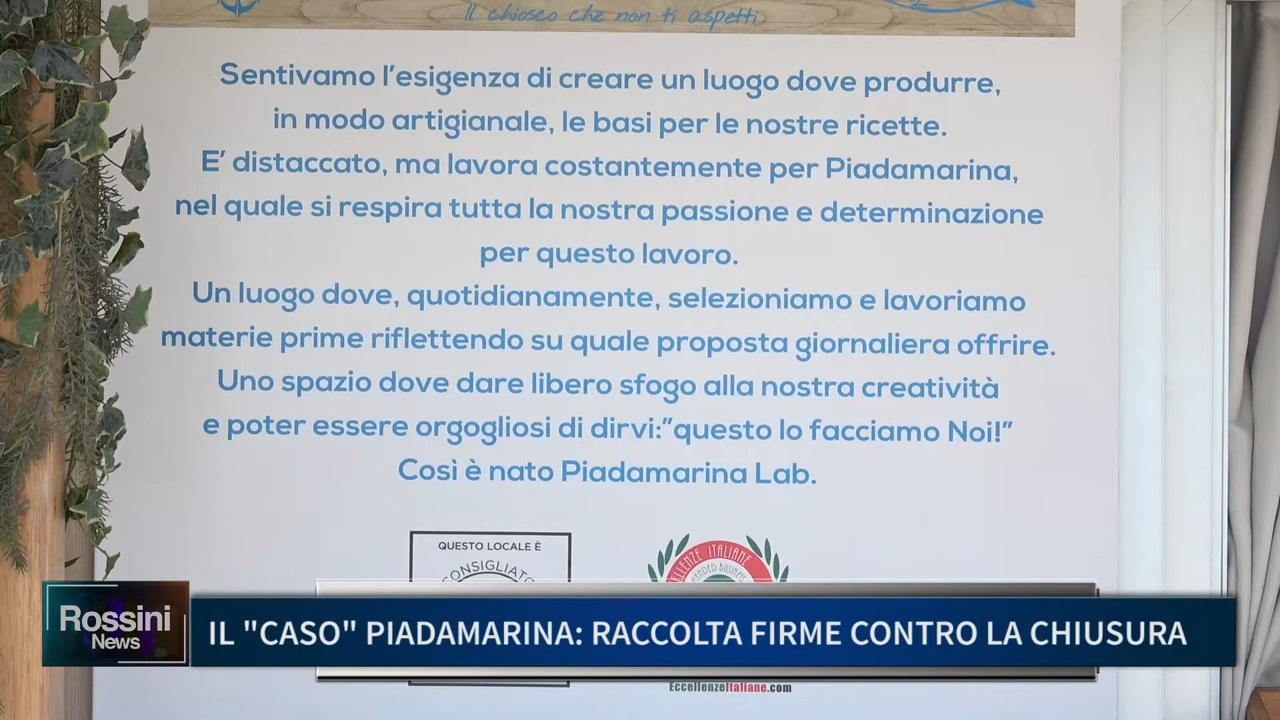 Il chiosco che non ti aspetti
Sentivamo l'esigenza di creare un luogo dove produrre,
in modo artigianale, le basi per le nostre ricette.
E' distaccato, ma lavora costantemente per Piadamarina,
nel quale si respira tutta la nostra passione e determinazione
per questo lavoro.
Un luogo dove, quotidianamente, selezioniamo e lavoriamo
materie prime riflettendo su quale proposta giornaliera offrire.
Uno spazio dove dare libero sfogo alla nostra creatività
e poter essere orgogliosi di dirvi:"questo lo facciamo Noi!"
Così è nato Piadamarina Lab.
QUESTO LOCALE È
CONSIGLIATO
ITALIANE
BUSINESS
Rossini
News
IL "CASO" PIADAMARINA: RACCOLTA FIRME CONTRO LA CHIUSURA
EccellenzeItaliane.com